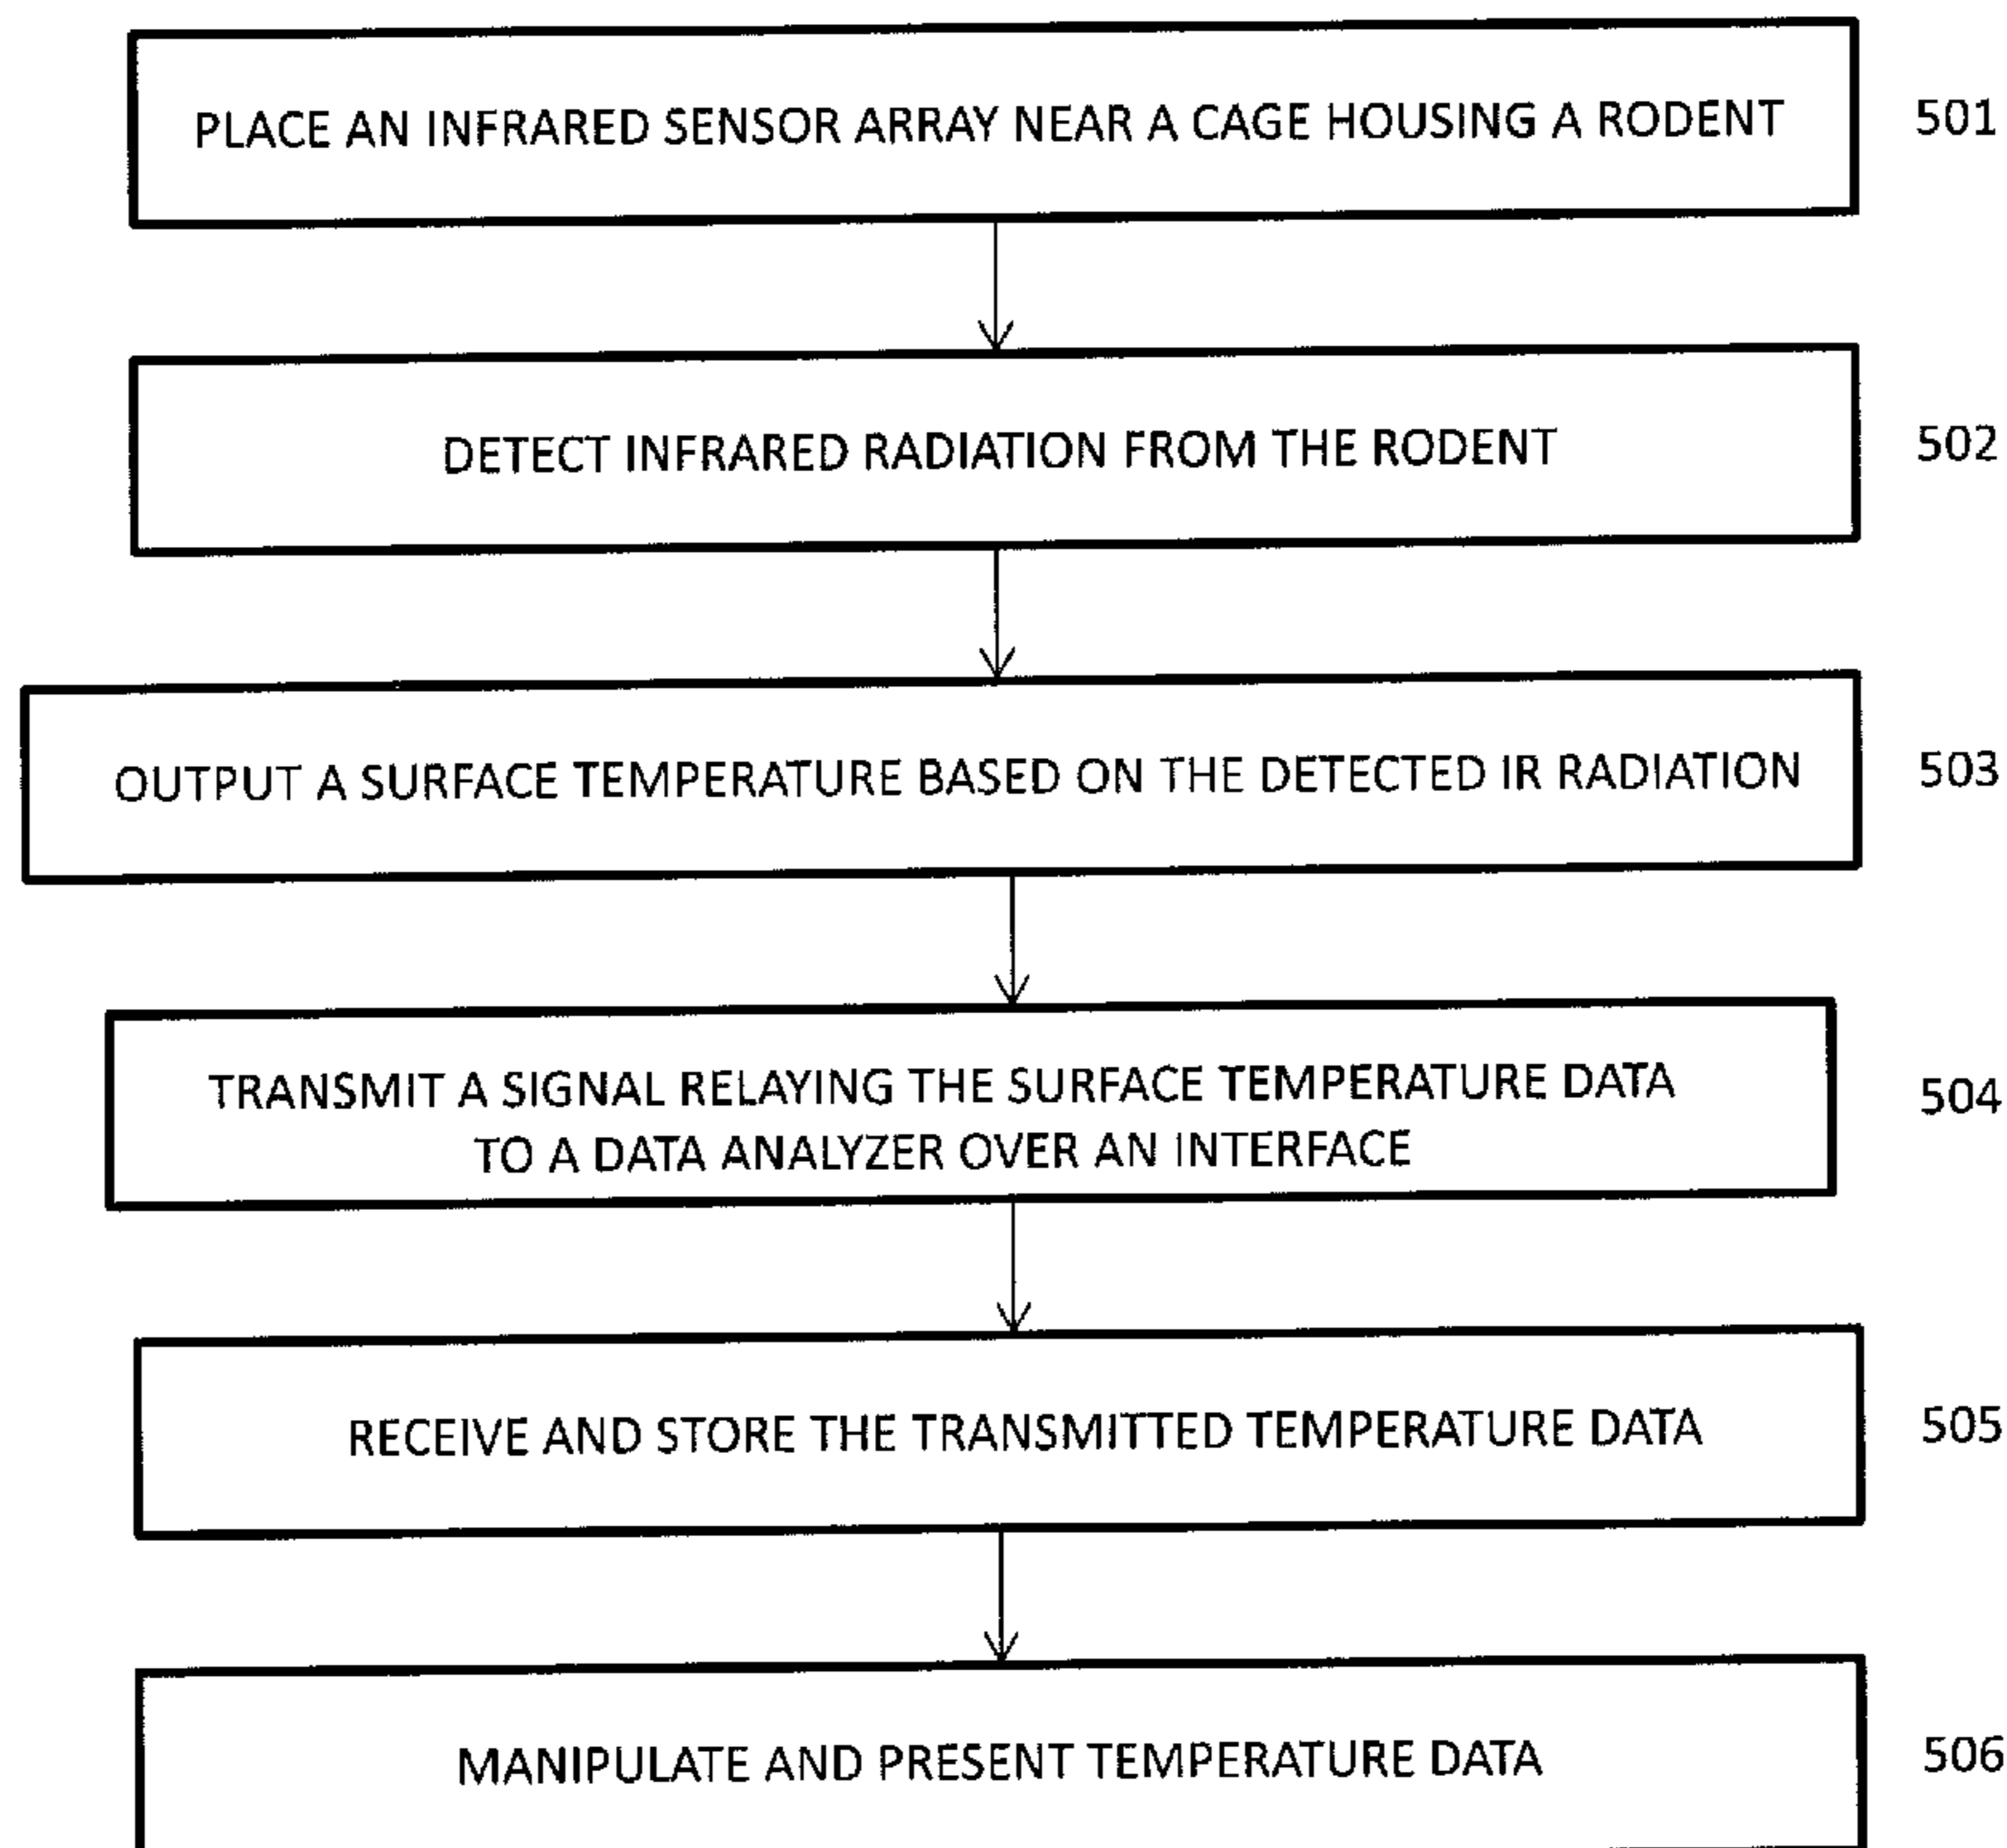 PLACE AN INFRARED SENSOR ARRAY NEAR A CAGE HOUSING A RODENT 501
DETECT INFRARED RADIATION FROM THE RODENT 502
OUTPUT A SURFACE TEMPERATURE BASED ON THE DETECTED IR RADIATION 503
TRANSMIT A SIGNAL RELAYING THE SURFACE TEMPERATURE DATA 504
TO A DATA ANALYZER OVER AN INTERFACE
RECEIVE AND STORE THE TRANSMITTED TEMPERATURE DATA 505
MANIPULATE AND PRESENT TEMPERATURE DATA 506